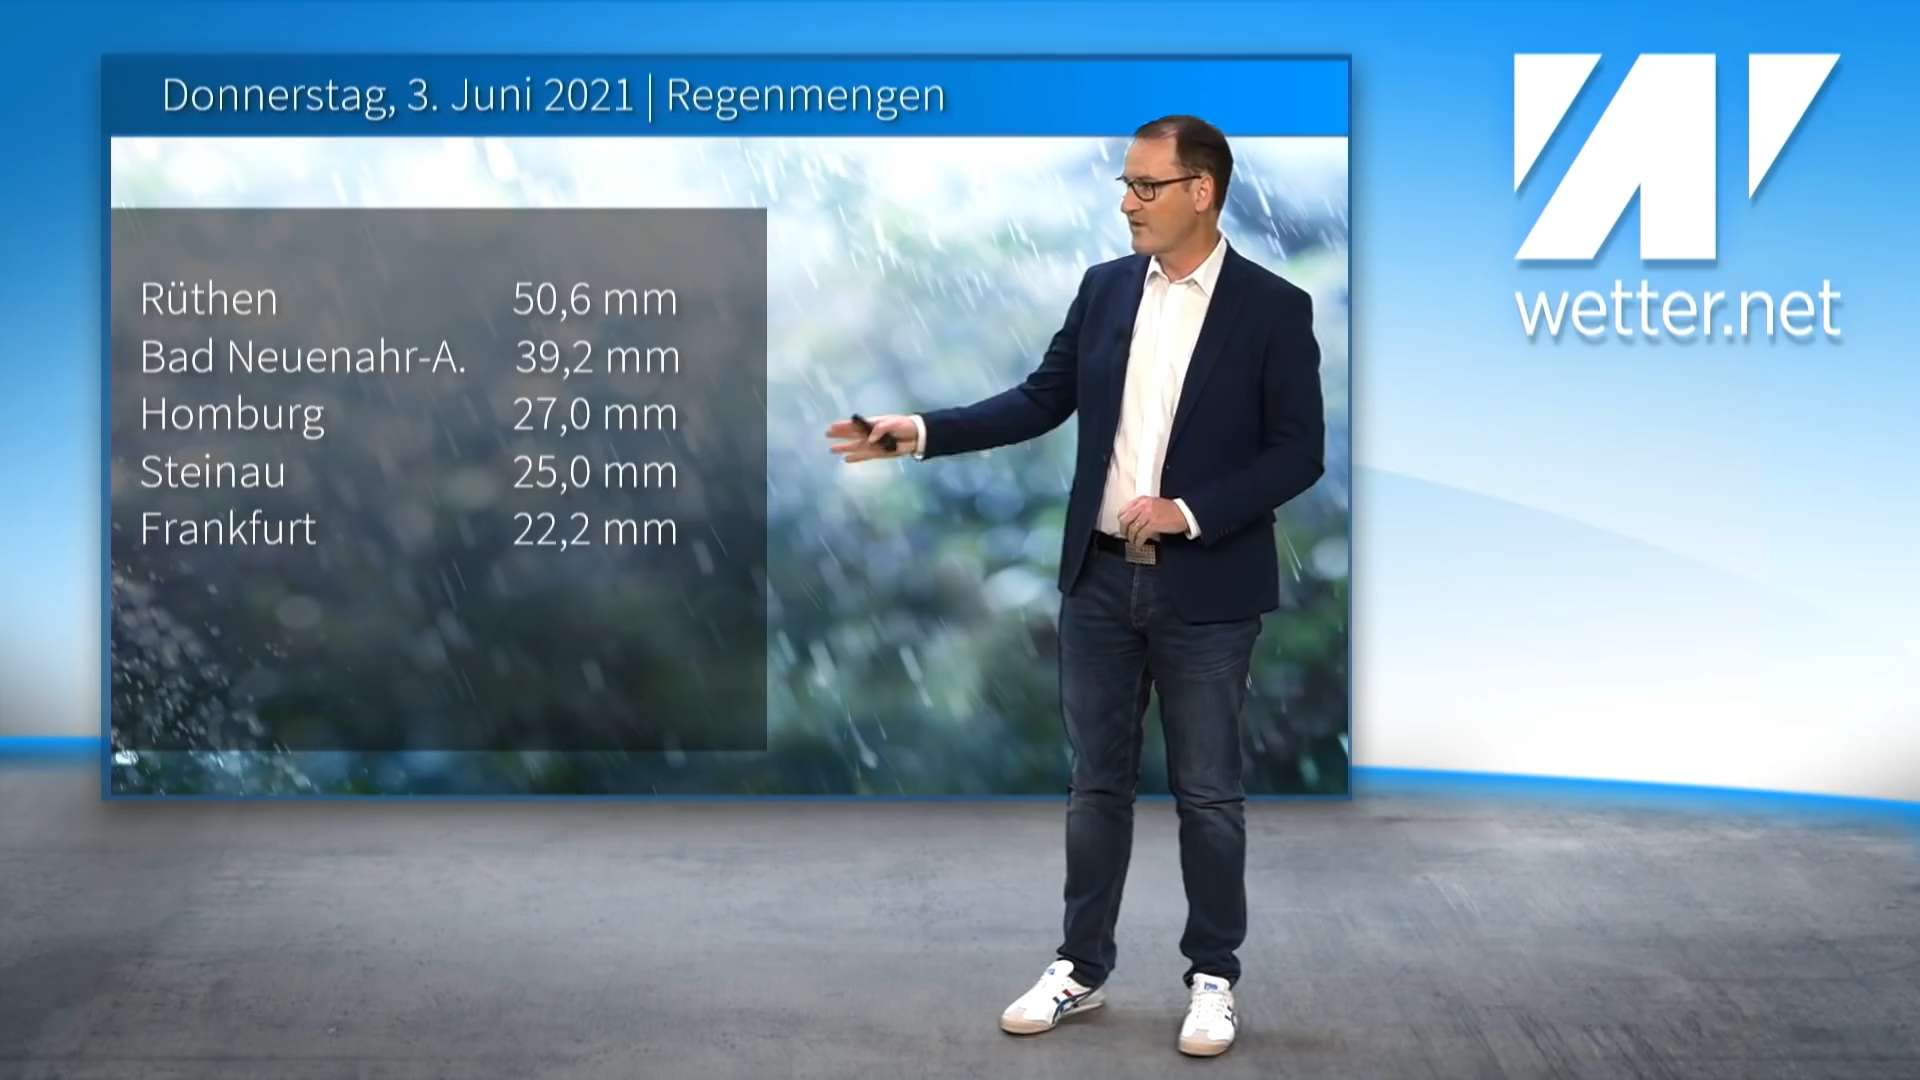 Donnerstag, 3. Juni 2021 | Regenmengen
Rüthen 50,6 mm
Bad Neuenahr-A. 39,2 mm
Homburg 27,0 mm
Steinau 25,0 mm
Frankfurt 22,2 mm
wetter.net